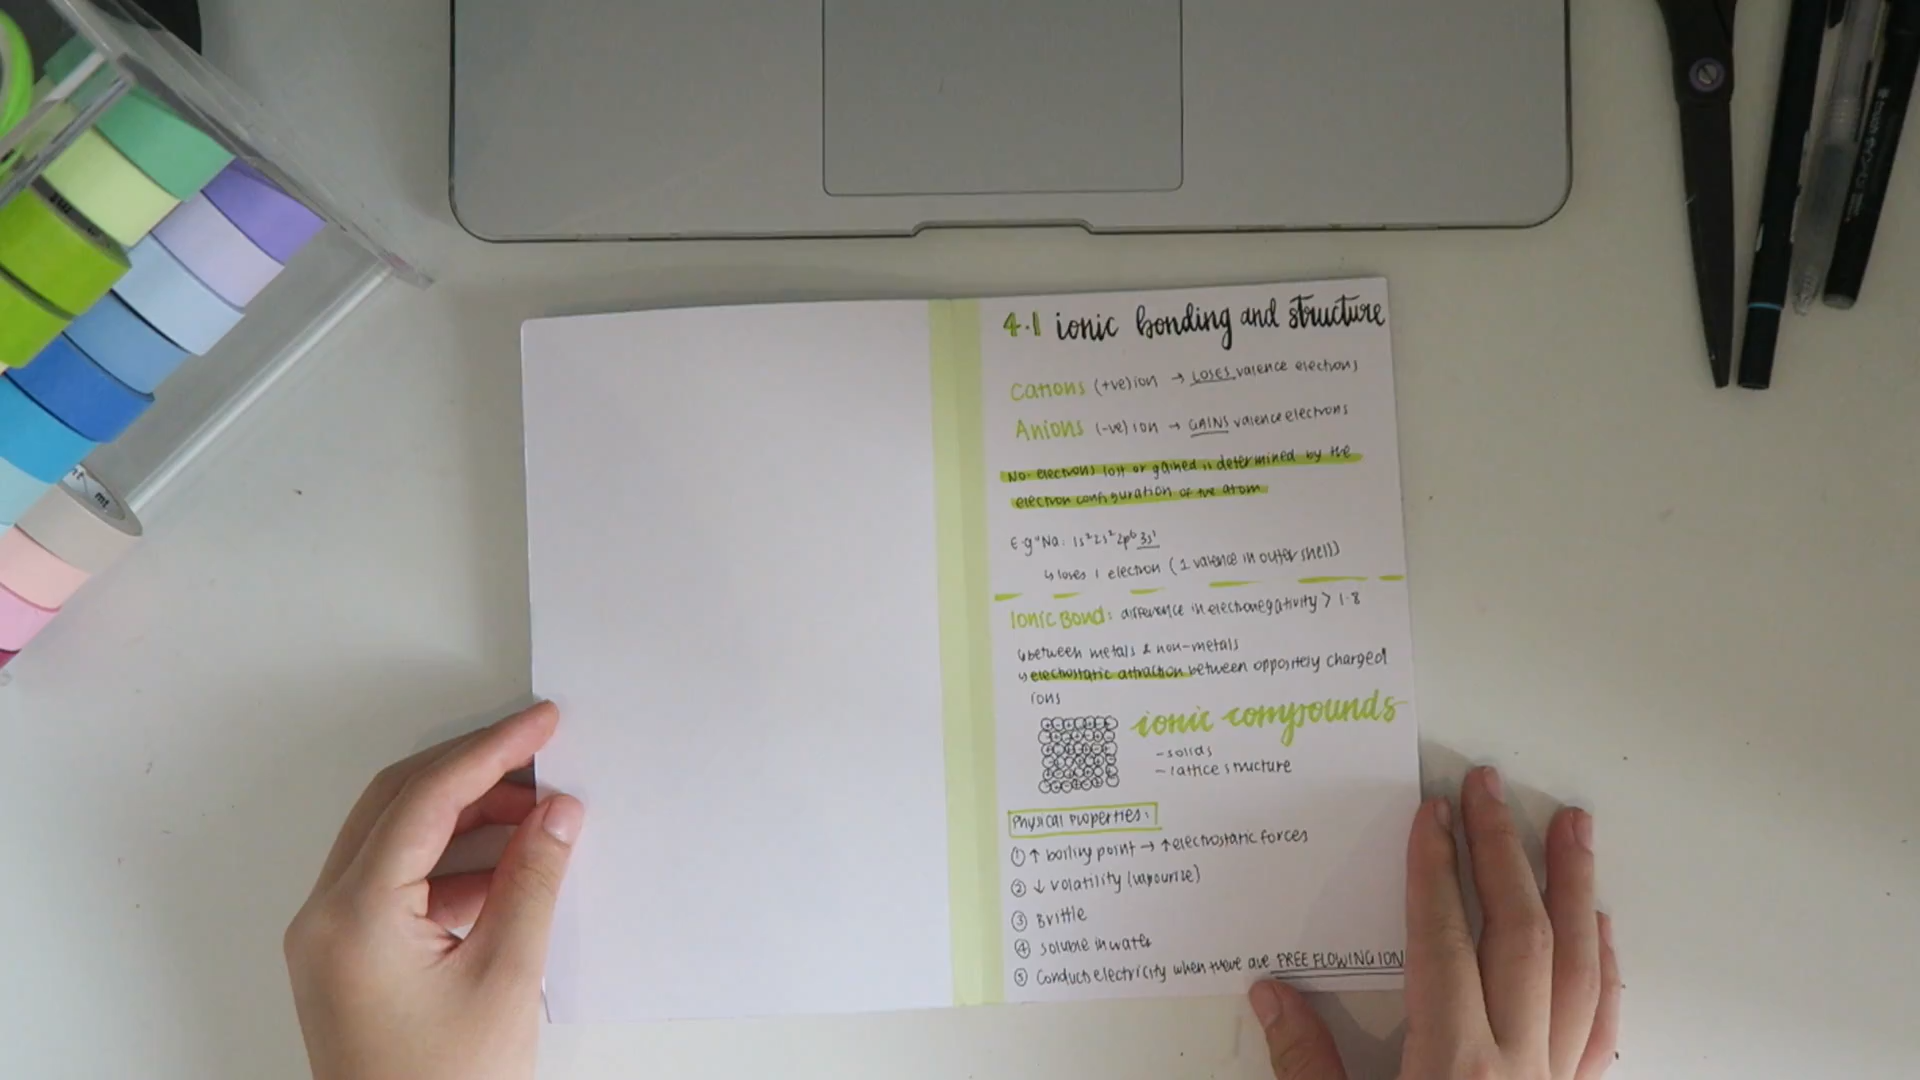 4.1 ionic bonding and structure
Cations (+ve) ion → LOSES valence electrons
Anions (-ve) ion → GAINS valence electrons
No. electrons lost or gained is determined by the
electron configuration of the atom
E.g Na: 1s²2s²2p⁶3s¹
↳ loses 1 electron (1 valence in outer shell)
Ionic Bond: difference in electronegativity > 1.8
↳ between metals & non-metals
↳ electrostatic attraction between oppositely charged
ions
ionic compounds
- solids
- lattice structure
Physical Properties:
① ↑ boiling point → ↑ electrostatic forces
② ↓ volatility (vapourize)
③ Brittle
④ soluble in water
⑤ Conducts electricity when there are FREE FLOWING ION
mt
mt